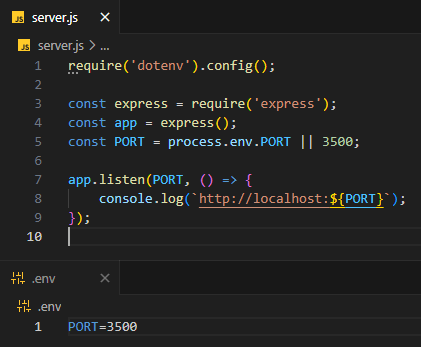 JS server.js ×
JS server.js > ...
1 require('dotenv').config();
2
3 const express = require('express');
4 const app = express();
5 const PORT = process.env.PORT || 3500;
6
7 app.listen(PORT, () => {
8     console.log(`http://localhost:${PORT}`);
9 });
10
.env
.env
1 PORT=3500